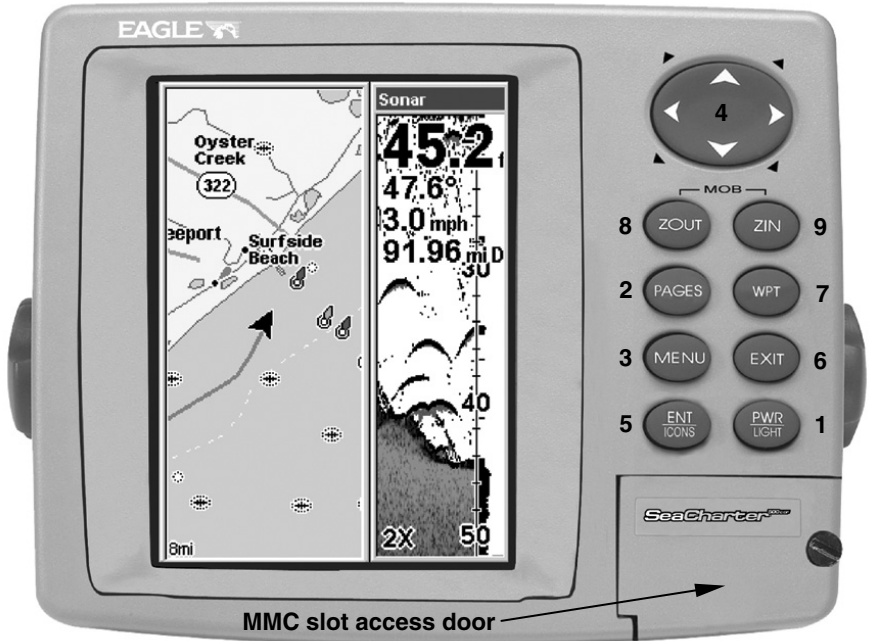 EAGLE
Oyster
Creek
322
eeport
Surfside
Beach
8mi
Sonar
45.2 f
47.6°
3.0 mph
91.96 mi D
30
40
2X 50
4
MOB
8 ZOUT ZIN 9
2 PAGES WPT 7
3 MENU EXIT 6
5 ENT
ICONS
PWR
LIGHT 1
SeaCharter
MMC slot access door